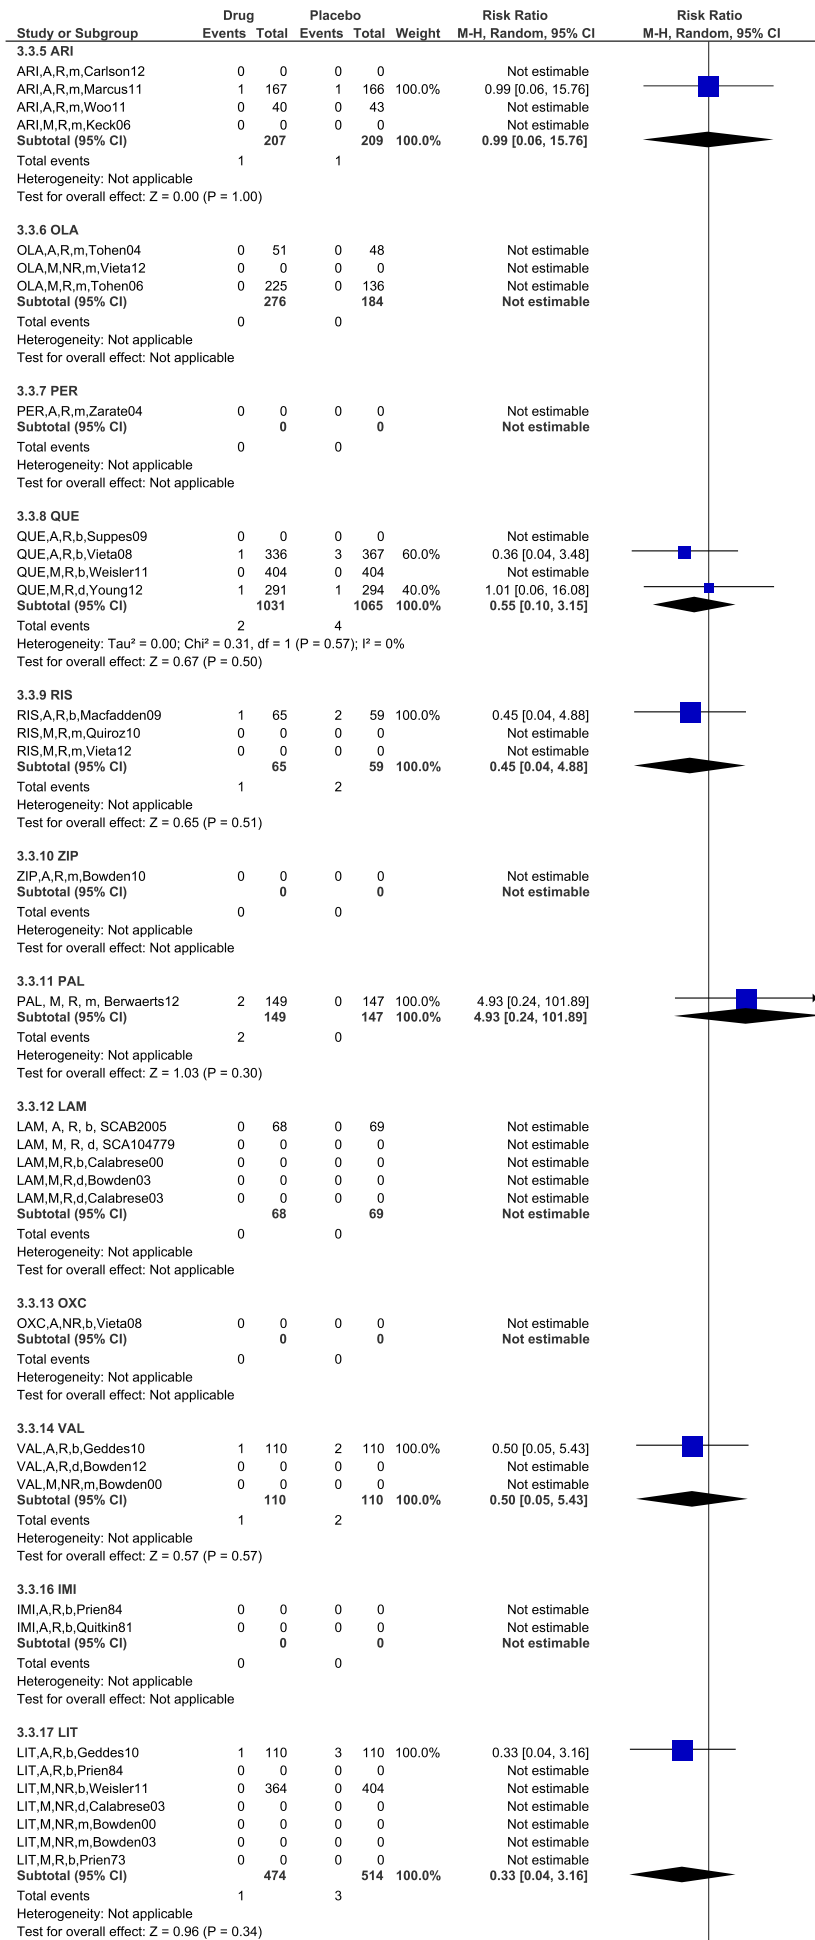 Drug Placebo Risk Ratio Risk Ratio
Study or Subgroup Events Total Events Total Weight M-H, Random, 95% CI M-H, Random, 95% CI
3.3.5 ARI
ARI,A,R,m,Carlson12 0 0 0 0 Not estimable
ARI,A,R,m,Marcus11 1 167 1 166 100.0% 0.99 [0.06, 15.76]
ARI,A,R,m,Woo11 0 40 0 43 Not estimable
ARI,M,R,m,Keck06 0 0 0 0 Not estimable
Subtotal (95% CI) 207 209 100.0% 0.99 [0.06, 15.76]
Total events 1 1
Heterogeneity: Not applicable
Test for overall effect: Z = 0.00 (P = 1.00)
3.3.6 OLA
OLA,A,R,m,Tohen04 0 51 0 48 Not estimable
OLA,M,NR,m,Vieta12 0 0 0 0 Not estimable
OLA,M,R,m,Tohen06 0 225 0 136 Not estimable
Subtotal (95% CI) 276 184 Not estimable
Total events 0 0
Heterogeneity: Not applicable
Test for overall effect: Not applicable
3.3.7 PER
PER,A,R,m,Zarate04 0 0 0 0 Not estimable
Subtotal (95% CI) 0 0 Not estimable
Total events 0 0
Heterogeneity: Not applicable
Test for overall effect: Not applicable
3.3.8 QUE
QUE,A,R,b,Suppes09 0 0 0 0 Not estimable
QUE,A,R,b,Vieta08 1 336 3 367 60.0% 0.36 [0.04, 3.48]
QUE,M,R,b,Weisler11 0 404 0 404 Not estimable
QUE,M,R,d,Young12 1 291 1 294 40.0% 1.01 [0.06, 16.08]
Subtotal (95% CI) 1031 1065 100.0% 0.55 [0.10, 3.15]
Total events 2 4
Heterogeneity: Tau² = 0.00; Chi² = 0.31, df = 1 (P = 0.57); I² = 0%
Test for overall effect: Z = 0.67 (P = 0.50)
3.3.9 RIS
RIS,A,R,b,Macfadden09 1 65 2 59 100.0% 0.45 [0.04, 4.88]
RIS,M,R,m,Quiroz10 0 0 0 0 Not estimable
RIS,M,R,m,Vieta12 0 0 0 0 Not estimable
Subtotal (95% CI) 65 59 100.0% 0.45 [0.04, 4.88]
Total events 1 2
Heterogeneity: Not applicable
Test for overall effect: Z = 0.65 (P = 0.51)
3.3.10 ZIP
ZIP,A,R,m,Bowden10 0 0 0 0 Not estimable
Subtotal (95% CI) 0 0 Not estimable
Total events 0 0
Heterogeneity: Not applicable
Test for overall effect: Not applicable
3.3.11 PAL
PAL, M, R, m, Berwaerts12 2 149 0 147 100.0% 4.93 [0.24, 101.89]
Subtotal (95% CI) 149 147 100.0% 4.93 [0.24, 101.89]
Total events 2 0
Heterogeneity: Not applicable
Test for overall effect: Z = 1.03 (P = 0.30)
3.3.12 LAM
LAM, A, R, b, SCAB2005 0 68 0 69 Not estimable
LAM, M, R, d, SCA104779 0 0 0 0 Not estimable
LAM,M,R,b,Calabrese00 0 0 0 0 Not estimable
LAM,M,R,d,Bowden03 0 0 0 0 Not estimable
LAM,M,R,d,Calabrese03 0 0 0 0 Not estimable
Subtotal (95% CI) 68 69 Not estimable
Total events 0 0
Heterogeneity: Not applicable
Test for overall effect: Not applicable
3.3.13 OXC
OXC,A,NR,b,Vieta08 0 0 0 0 Not estimable
Subtotal (95% CI) 0 0 Not estimable
Total events 0 0
Heterogeneity: Not applicable
Test for overall effect: Not applicable
3.3.14 VAL
VAL,A,R,b,Geddes10 1 110 2 110 100.0% 0.50 [0.05, 5.43]
VAL,A,R,d,Bowden12 0 0 0 0 Not estimable
VAL,M,NR,m,Bowden00 0 0 0 0 Not estimable
Subtotal (95% CI) 110 110 100.0% 0.50 [0.05, 5.43]
Total events 1 2
Heterogeneity: Not applicable
Test for overall effect: Z = 0.57 (P = 0.57)
3.3.16 IMI
IMI,A,R,b,Prien84 0 0 0 0 Not estimable
IMI,A,R,b,Quitkin81 0 0 0 0 Not estimable
Subtotal (95% CI) 0 0 Not estimable
Total events 0 0
Heterogeneity: Not applicable
Test for overall effect: Not applicable
3.3.17 LIT
LIT,A,R,b,Geddes10 1 110 3 110 100.0% 0.33 [0.04, 3.16]
LIT,A,R,b,Prien84 0 0 0 0 Not estimable
LIT,M,NR,b,Weisler11 0 364 0 404 Not estimable
LIT,M,NR,d,Calabrese03 0 0 0 0 Not estimable
LIT,M,NR,m,Bowden00 0 0 0 0 Not estimable
LIT,M,NR,m,Bowden03 0 0 0 0 Not estimable
LIT,M,R,b,Prien73 0 0 0 0 Not estimable
Subtotal (95% CI) 474 514 100.0% 0.33 [0.04, 3.16]
Total events 1 3
Heterogeneity: Not applicable
Test for overall effect: Z = 0.96 (P = 0.34)